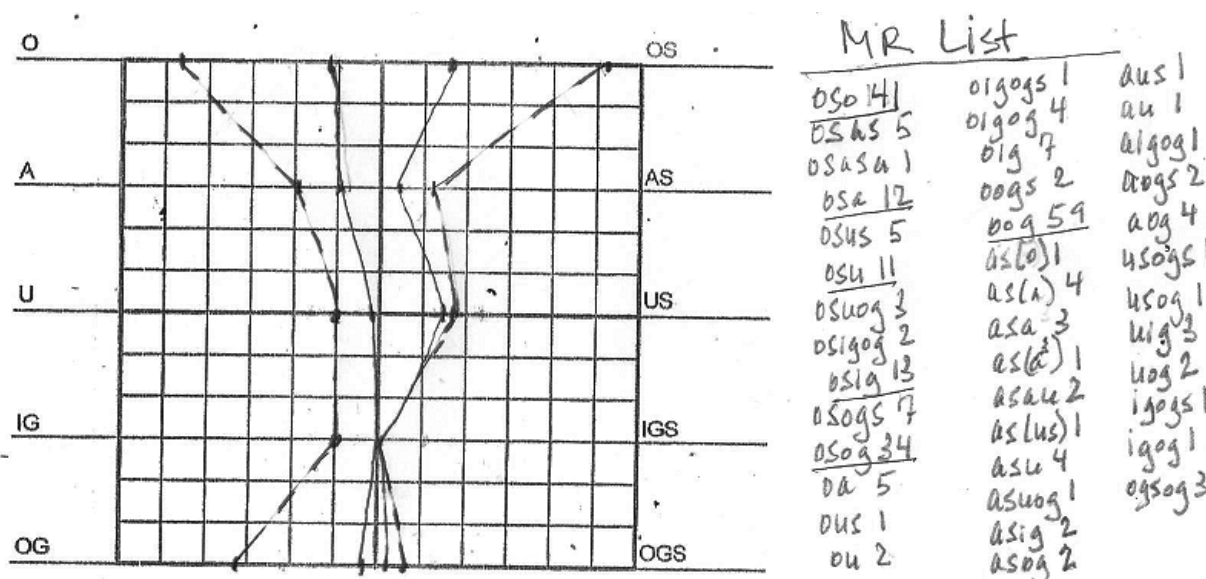 O OS
A AS
U US
IG IGS
OG OGS
MR List
oso 141
osas 5
osasa 1
osa 12
osus 5
osu 11
osuog 3
osigog 2
osig 13
osogs 7
osog 34
oa 5
ous 1
ou 2
oigogs 1
oigog 4
oig 7
oogs 2
oog 59
as(o) 1
as(a) 4
asa 3
as(a³) 1
asau 2
as(us) 1
asu 4
asuog 1
asig 2
asog 2
aus 1
au 1
aigog 1
aogs 2
aog 4
usogs 1
usog 1
uig 3
uog 2
igogs 1
igog 1
ogsog 3